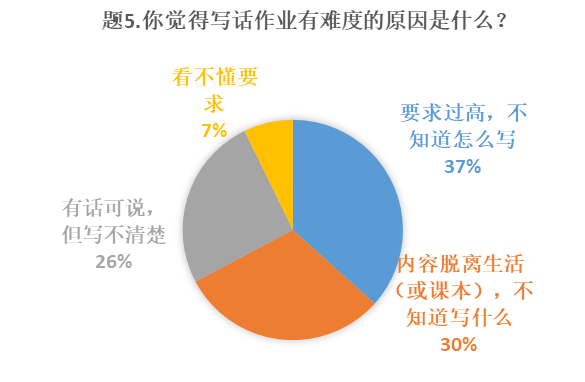 题5.你觉得写话作业有难度的原因是什么？
看不懂要
求
7%
要求过高，不
知道怎么写
37%
有话可说，
但写不清楚
26%
内容脱离生活
（或课本），不
知道写什么
30%